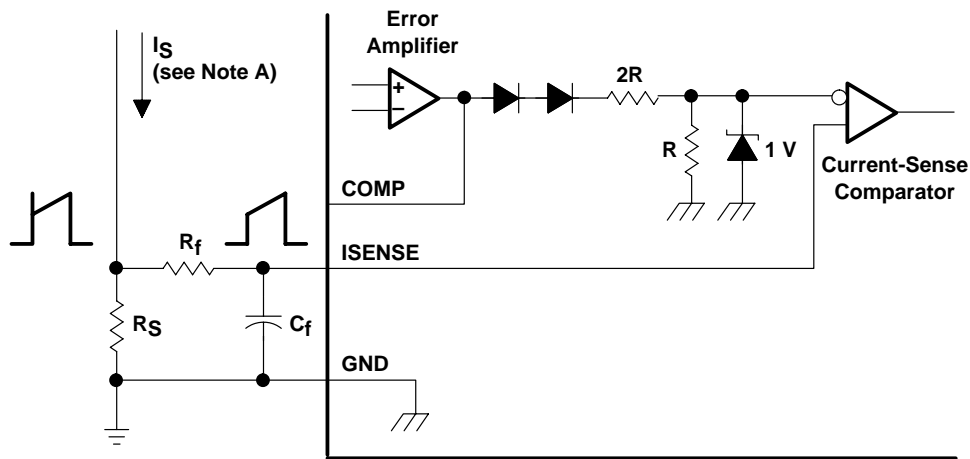 Error
Amplifier
I_S
(see Note A)
+
−
2R
R
1 V
Current-Sense
Comparator
COMP
R_f
ISENSE
R_S
C_f
GND